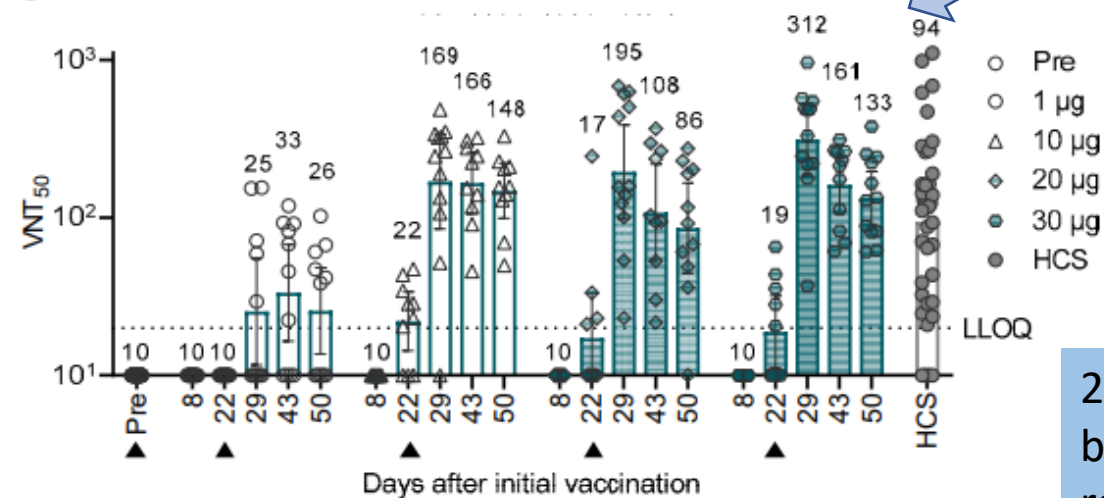 312
94
195
169
161
166
108
148
133
86
33
25
26
17
22
19
10 10 10 10 10 10
10³
10²
10¹
VNT₅₀
LLOQ
Pre 8 22 29 43 50 8 22 29 43 50 8 22 29 43 50 8 22 29 43 50 HCS
Days after initial vaccination
Pre
1 µg
10 µg
20 µg
30 µg
HCS
2
b